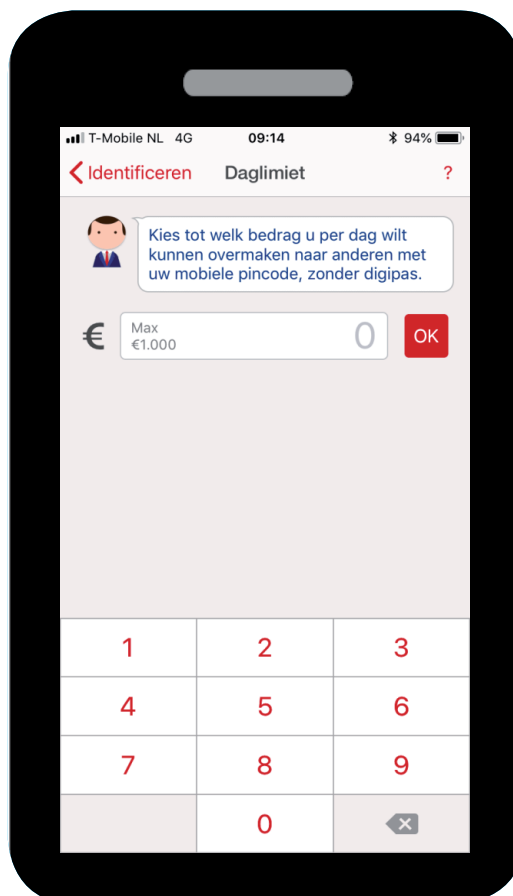 T-Mobile NL 4G 09:14 94%
Identificeren Daglimiet ?
Kies tot welk bedrag u per dag wilt
kunnen overmaken naar anderen met
uw mobiele pincode, zonder digipas.
€ Max 0 OK
€1.000
1 2 3
4 5 6
7 8 9
0